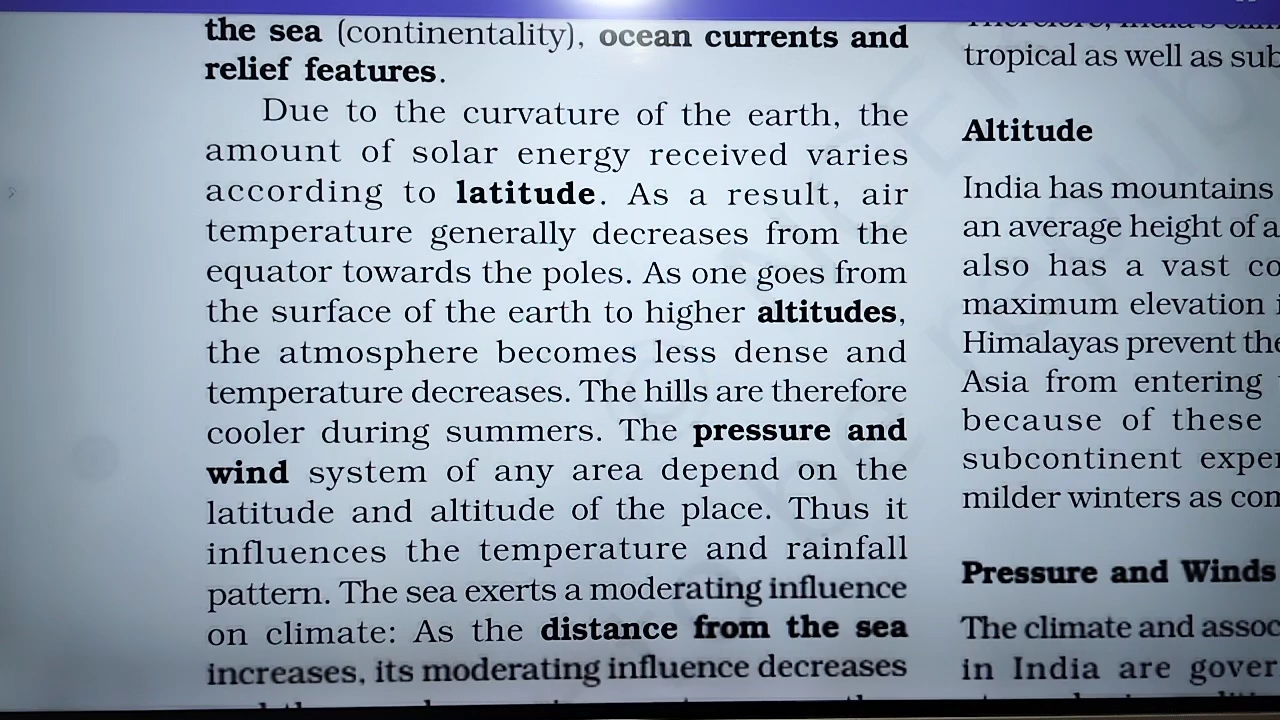 the sea (continentality), ocean currents and
relief features.
Due to the curvature of the earth, the
amount of solar energy received varies
according to latitude. As a result, air
temperature generally decreases from the
equator towards the poles. As one goes from
the surface of the earth to higher altitudes,
the atmosphere becomes less dense and
temperature decreases. The hills are therefore
cooler during summers. The pressure and
wind system of any area depend on the
latitude and altitude of the place. Thus it
influences the temperature and rainfall
pattern. The sea exerts a moderating influence
on climate: As the distance from the sea
increases, its moderating influence decreases
tropical as well as sub
Altitude
India has mountains
an average height of a
also has a vast co
maximum elevation i
Himalayas prevent the
Asia from entering
because of these
subcontinent exper
milder winters as con
Pressure and Winds
The climate and assoc
in India are gover